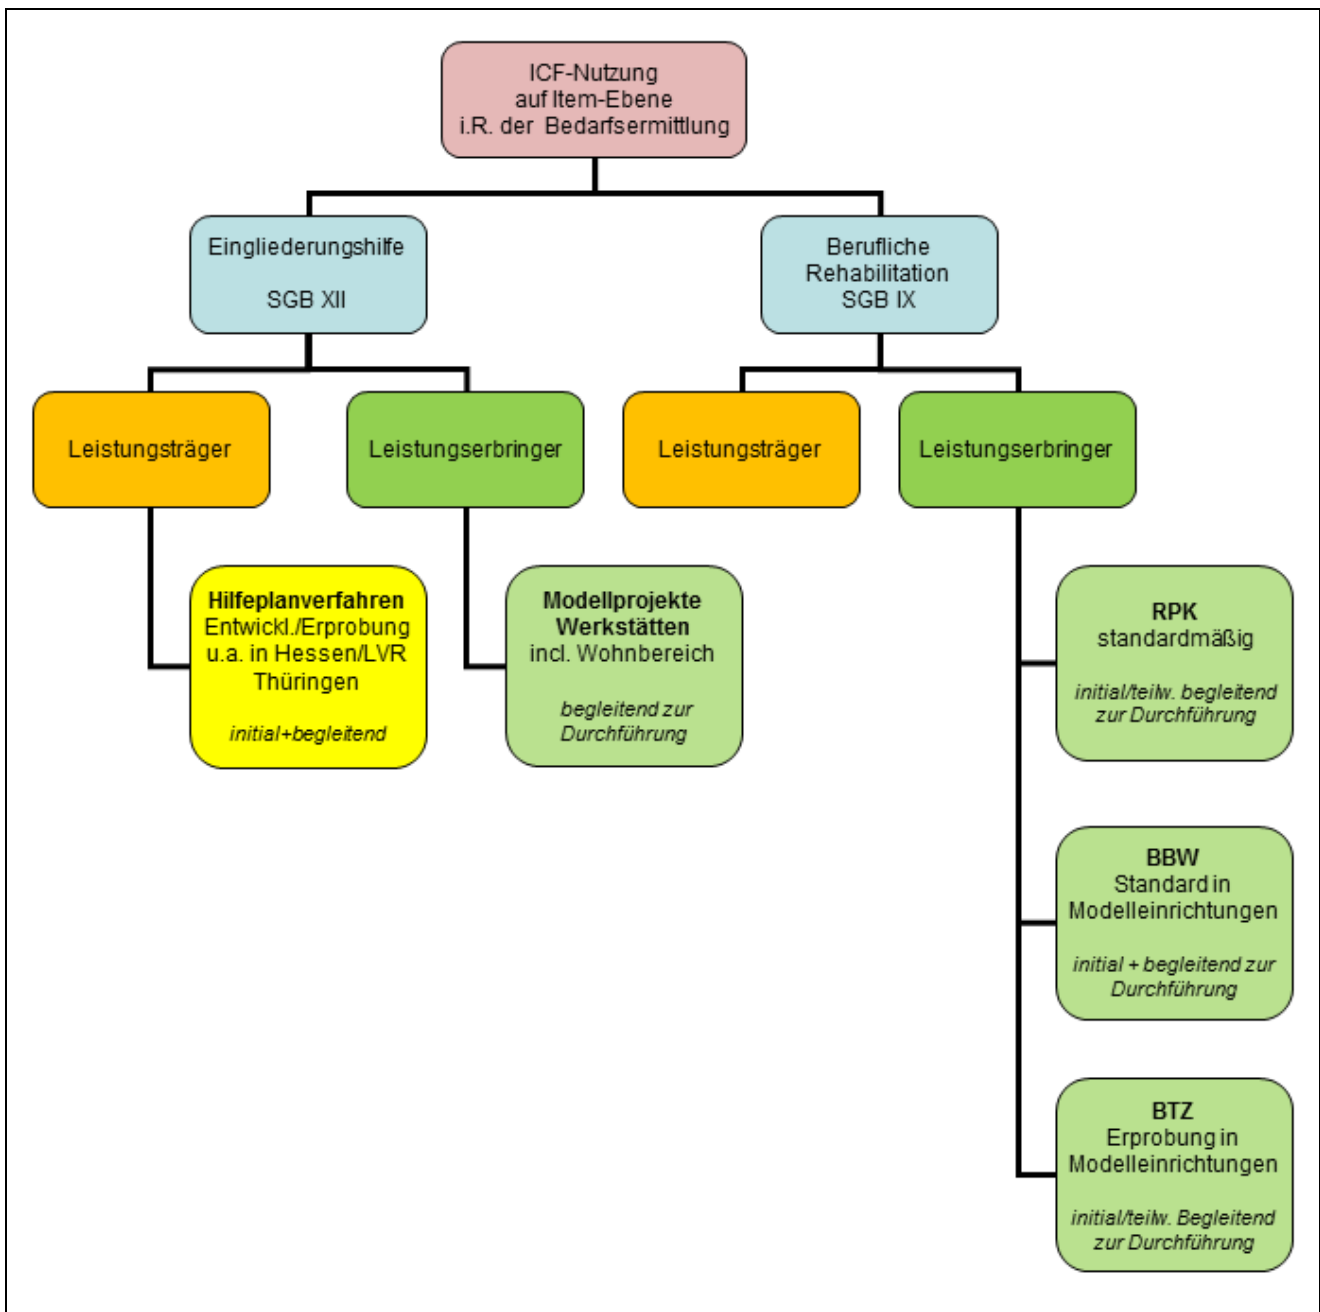 ICF-Nutzung
auf Item-Ebene
i.R. der Bedarfsermittlung
Eingliederungshilfe
SGB XII
Berufliche
Rehabilitation
SGB IX
Leistungsträger
Leistungserbringer
Leistungsträger
Leistungserbringer
Hilfeplanverfahren
Entwickl./Erprobung
u.a. in Hessen/LVR
Thüringen
initial+begleitend
Modellprojekte
Werkstätten
incl. Wohnbereich
begleitend zur
Durchführung
RPK
standardmäßig
initial/teilw. begleitend
zur Durchführung
BBW
Standard in
Modelleinrichtungen
initial + begleitend zur
Durchführung
BTZ
Erprobung in
Modelleinrichtungen
initial/teilw. Begleitend
zur Durchführung